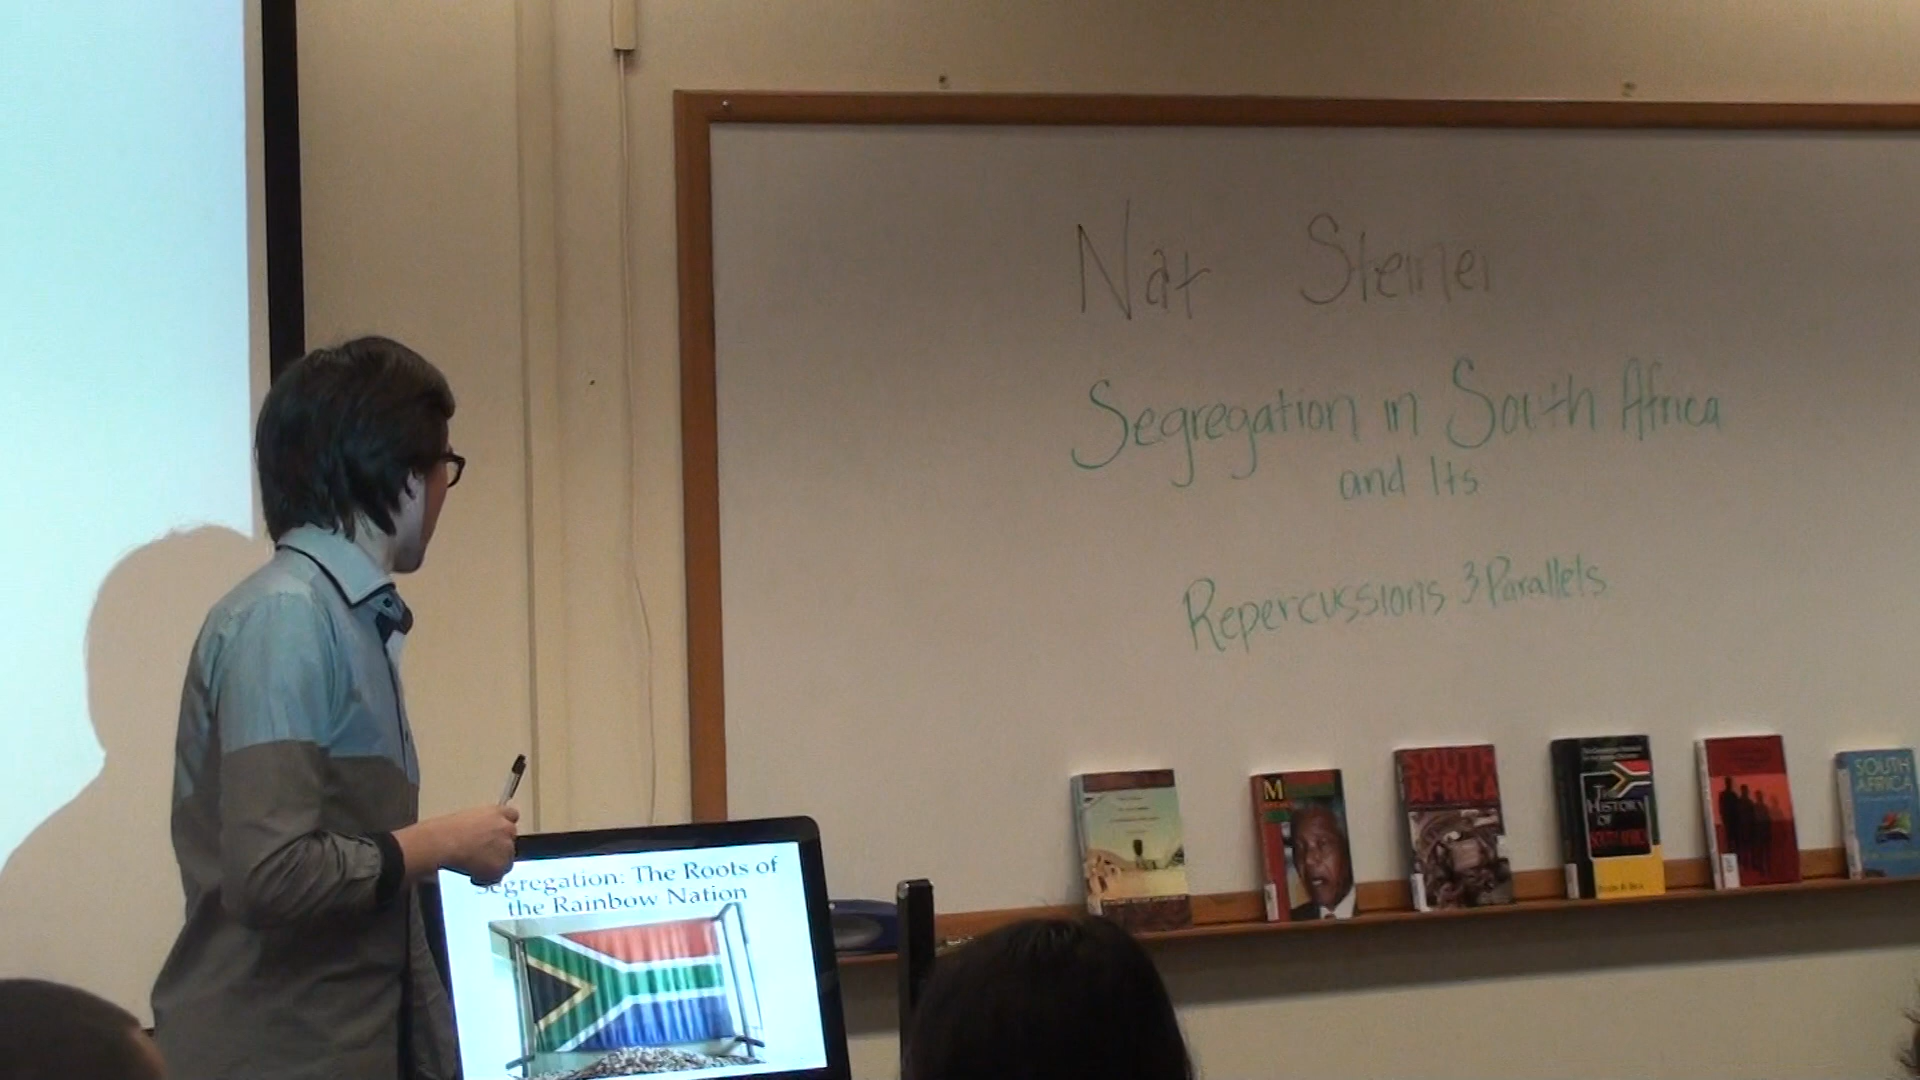 Nat Steiner
Segregation in South Africa
and Its
Repercussions & Parallels
Segregation: The Roots of
the Rainbow Nation
M
SOUTH
AFRICA
THE
HISTORY
OF
SOUTH AFRICA
SOUTH
AFRICA